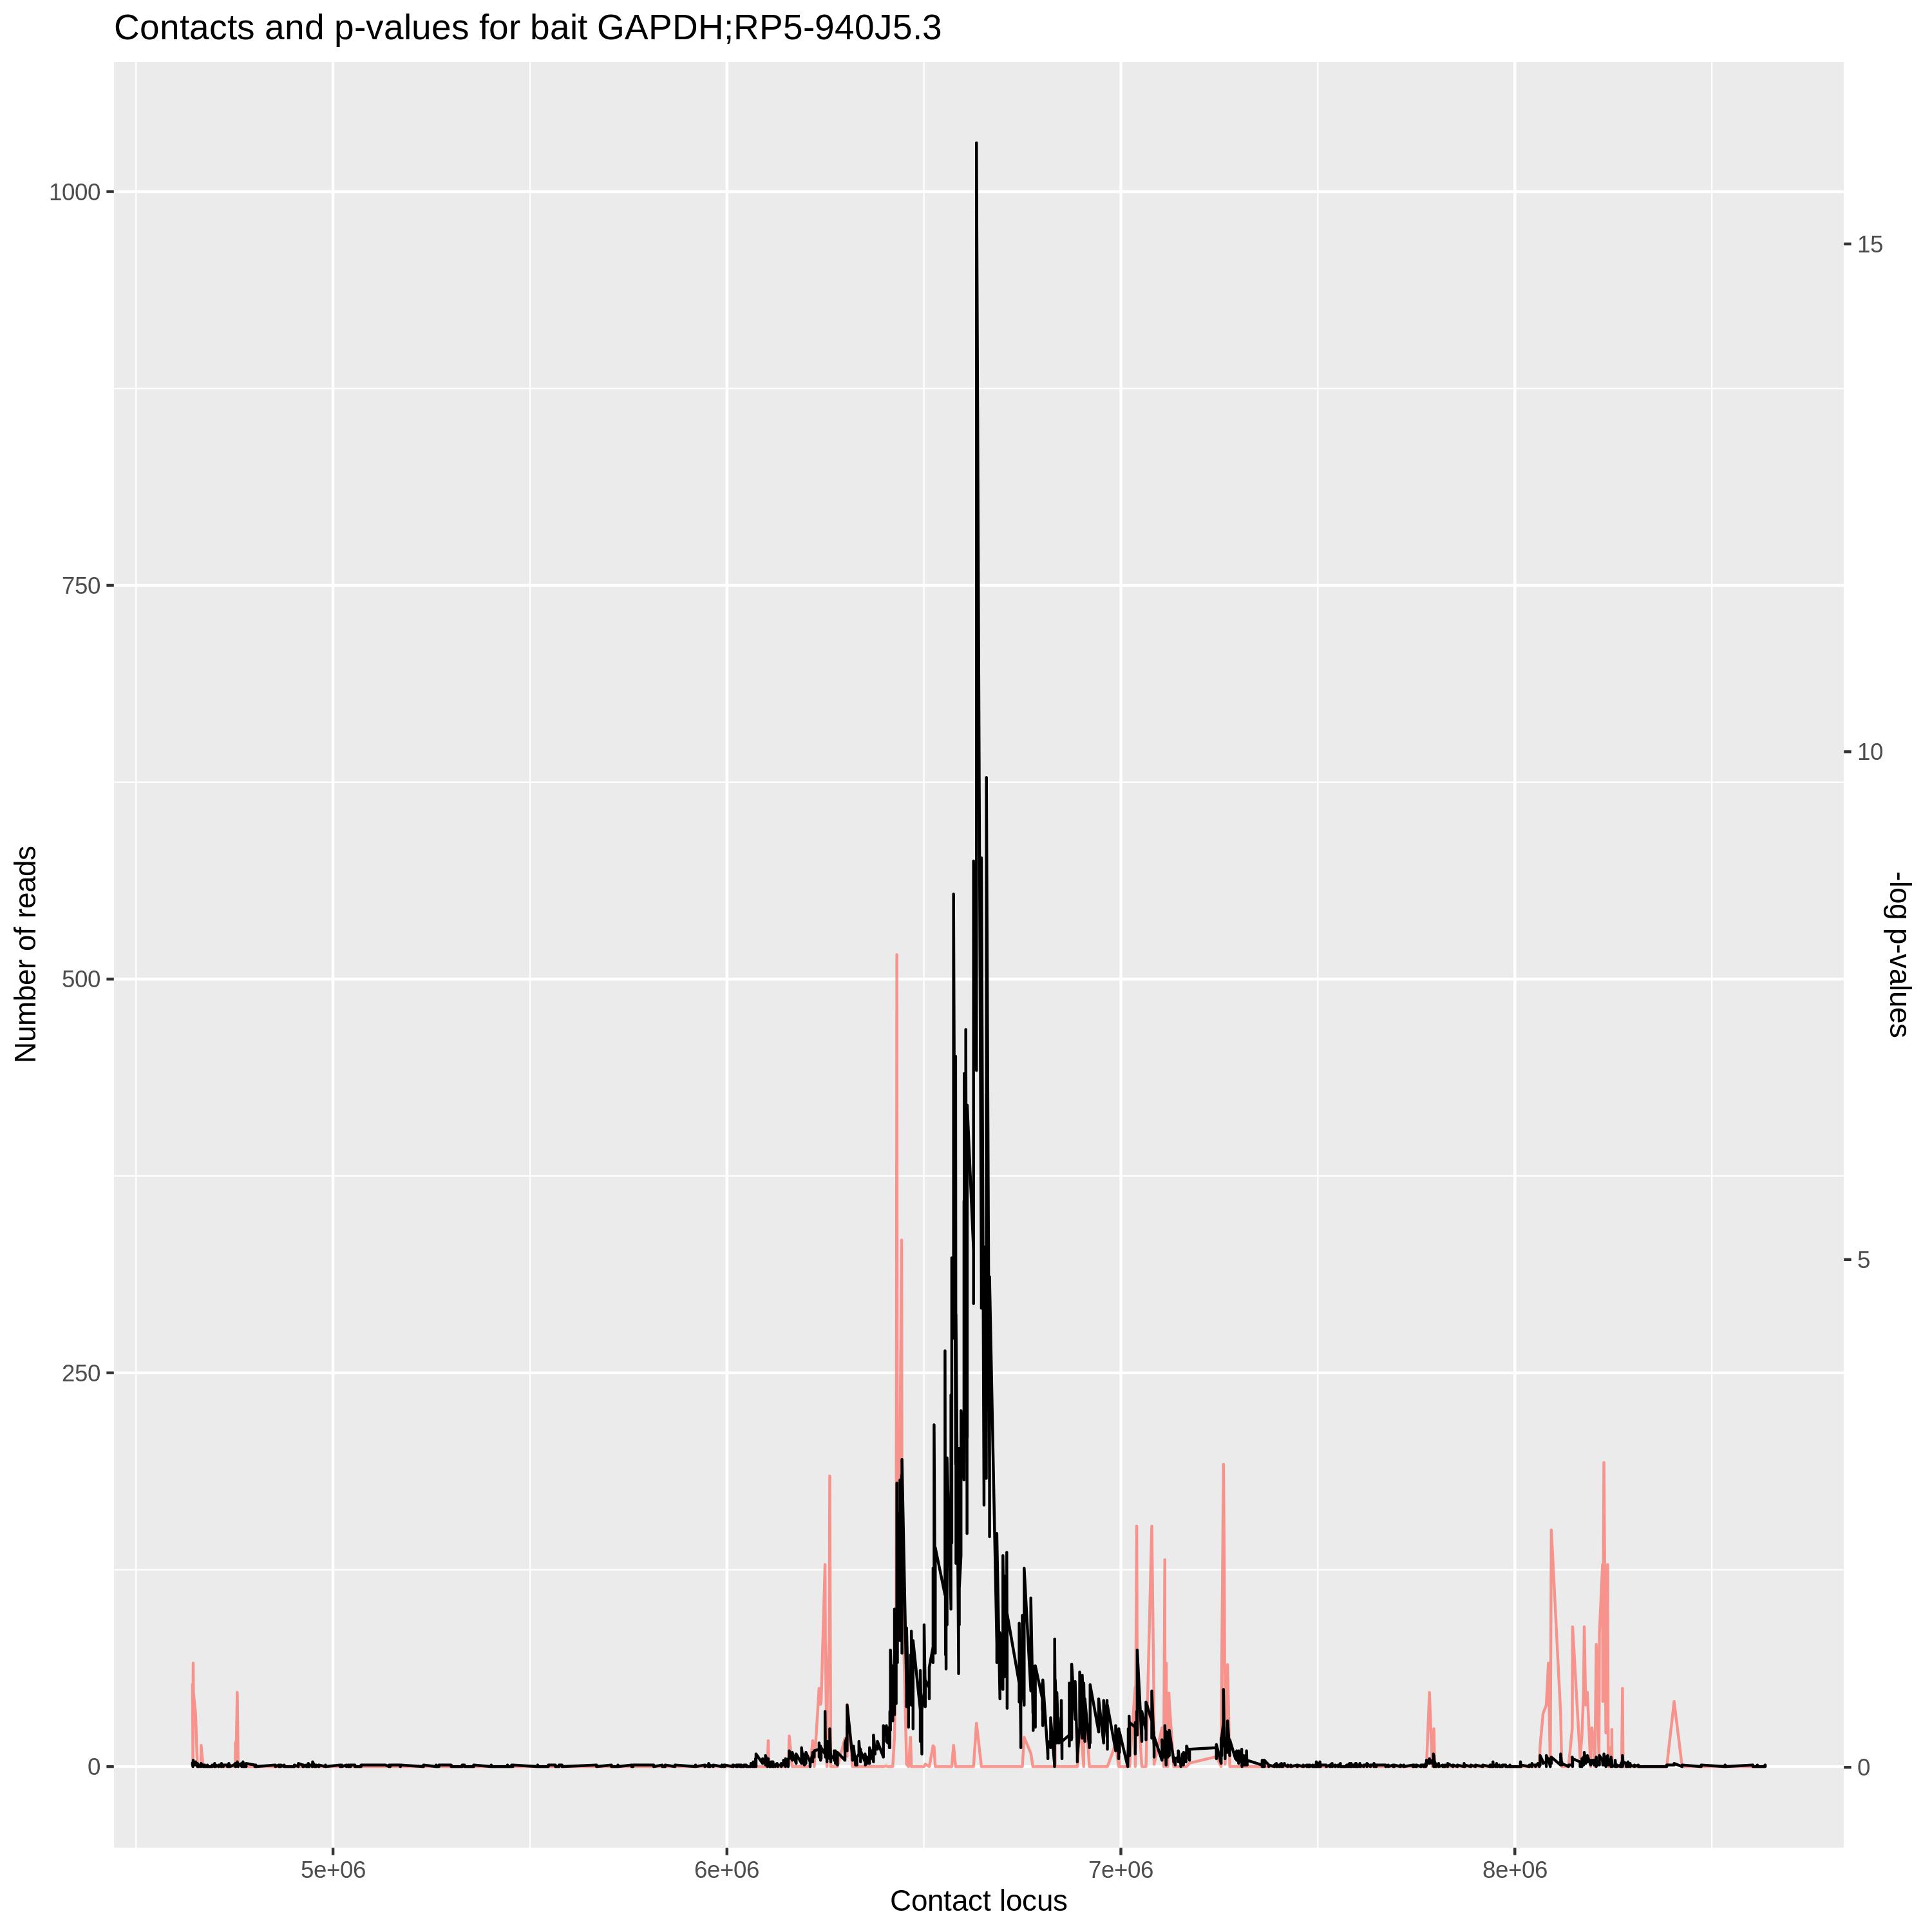 Contacts and p-values for bait GAPDH;RP5-940J5.3
1000
750
500
250
0
Number of reads
15
10
5
0
-log p-values
5e+06
6e+06
7e+06
8e+06
Contact locus